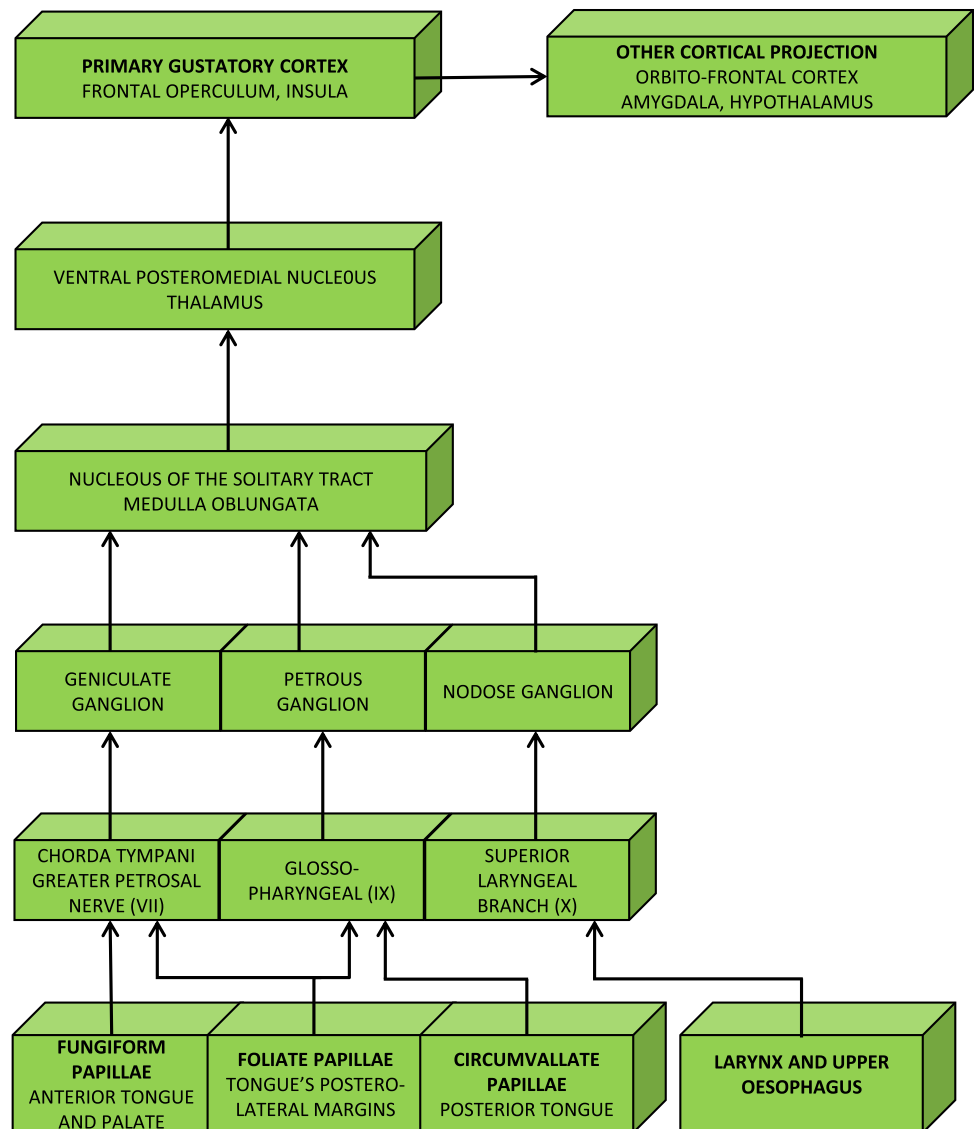 PRIMARY GUSTATORY CORTEX
FRONTAL OPERCULUM, INSULA
OTHER CORTICAL PROJECTION
ORBITO-FRONTAL CORTEX
AMYGDALA, HYPOTHALAMUS
VENTRAL POSTEROMEDIAL NUCLE0US
THALAMUS
NUCLEOUS OF THE SOLITARY TRACT
MEDULLA OBLUNGATA
GENICULATE
GANGLION
PETROUS
GANGLION
NODOSE GANGLION
CHORDA TYMPANI
GREATER PETROSAL
NERVE (VII)
GLOSSO-
PHARYNGEAL (IX)
SUPERIOR
LARYNGEAL
BRANCH (X)
FUNGIFORM
PAPILLAE
ANTERIOR TONGUE
AND PALATE
FOLIATE PAPILLAE
TONGUE’S POSTERO-
LATERAL MARGINS
CIRCUMVALLATE
PAPILLAE
POSTERIOR TONGUE
LARYNX AND UPPER
OESOPHAGUS